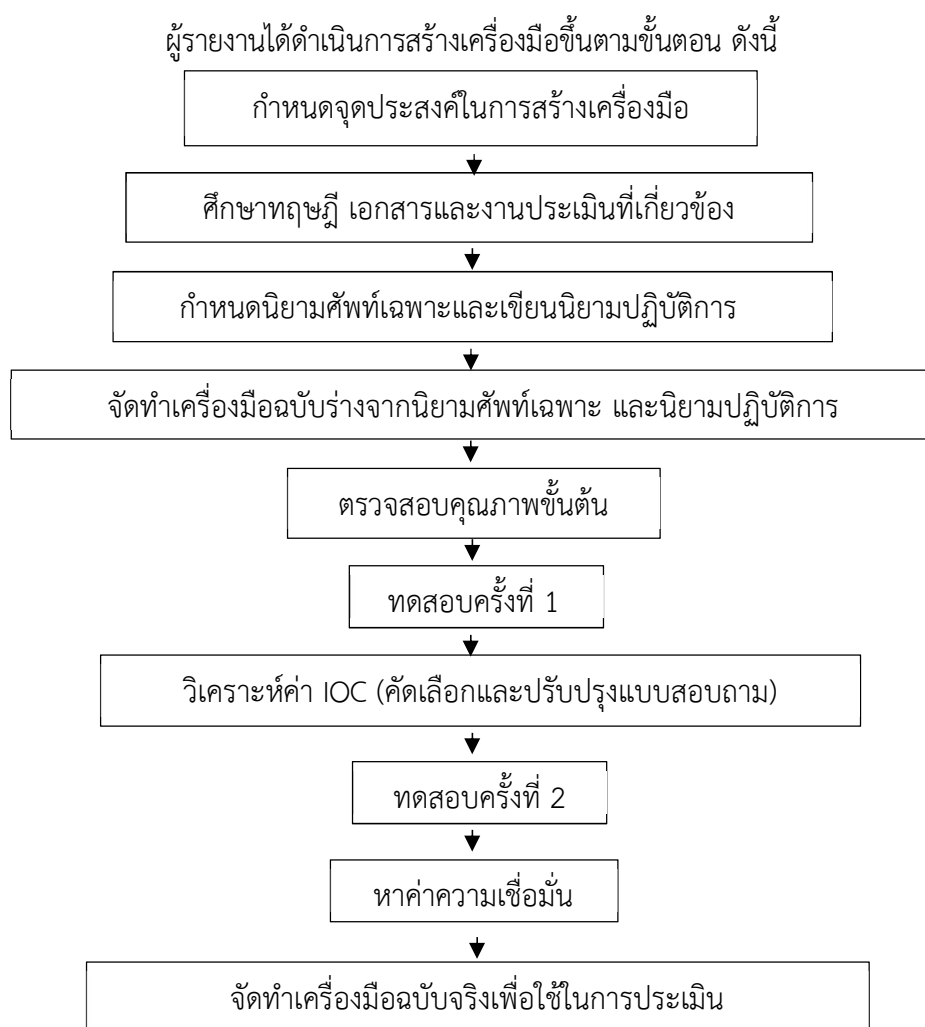 ผู้รายงานได้ดำเนินการสร้างเครื่องมือขึ้นตามขั้นตอน ดังนี้
กำหนดจุดประสงค์ในการสร้างเครื่องมือ
ศึกษาทฤษฎี เอกสารและงานประเมินที่เกี่ยวข้อง
กำหนดนิยามศัพท์เฉพาะและเขียนนิยามปฏิบัติการ
จัดทำเครื่องมือฉบับร่างจากนิยามศัพท์เฉพาะ และนิยามปฏิบัติการ
ตรวจสอบคุณภาพขั้นต้น
ทดสอบครั้งที่ 1
วิเคราะห์ค่า IOC (คัดเลือกและปรับปรุงแบบสอบถาม)
ทดสอบครั้งที่ 2
หาค่าความเชื่อมั่น
จัดทำเครื่องมือฉบับจริงเพื่อใช้ในการประเมิน